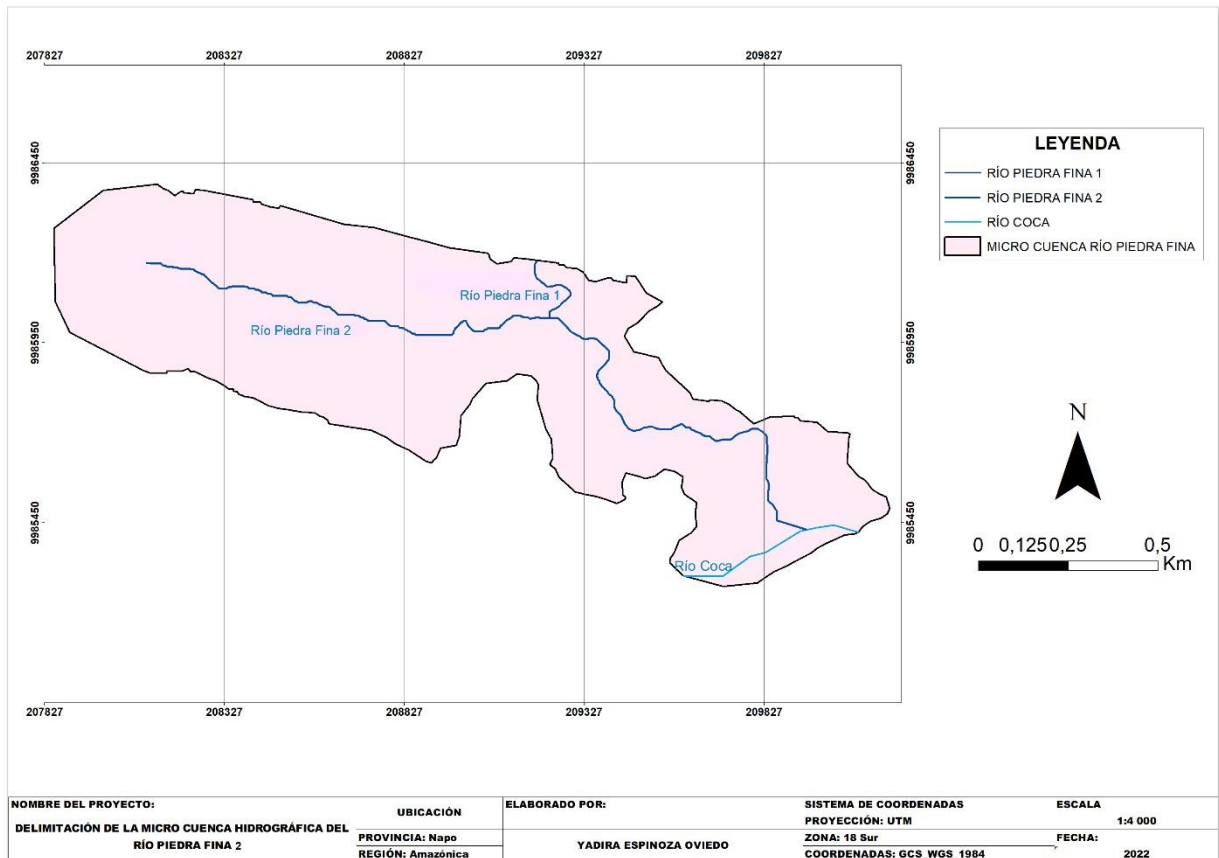 207827 208327 208827 209327 209827
9986450 9986450
9985950 9985950
9985450 9985450
Río Piedra Fina 1
Río Piedra Fina 2
Río Coca
207827 208327 208827 209327 209827
LEYENDA
RÍO PIEDRA FINA 1
RÍO PIEDRA FINA 2
RÍO COCA
MICRO CUENCA RÍO PIEDRA FINA
N
0 0,125 0,25 0,5
Km
NOMBRE DEL PROYECTO:
DELIMITACIÓN DE LA MICRO CUENCA HIDROGRÁFICA DEL
RÍO PIEDRA FINA 2
UBICACIÓN
PROVINCIA: Napo
REGIÓN: Amazónica
ELABORADO POR:
YADIRA ESPINOZA OVIEDO
SISTEMA DE COORDENADAS
PROYECCIÓN: UTM
ZONA: 18 Sur
COORDENADAS: GCS WGS 1984
ESCALA
1:4 000
FECHA:
2022